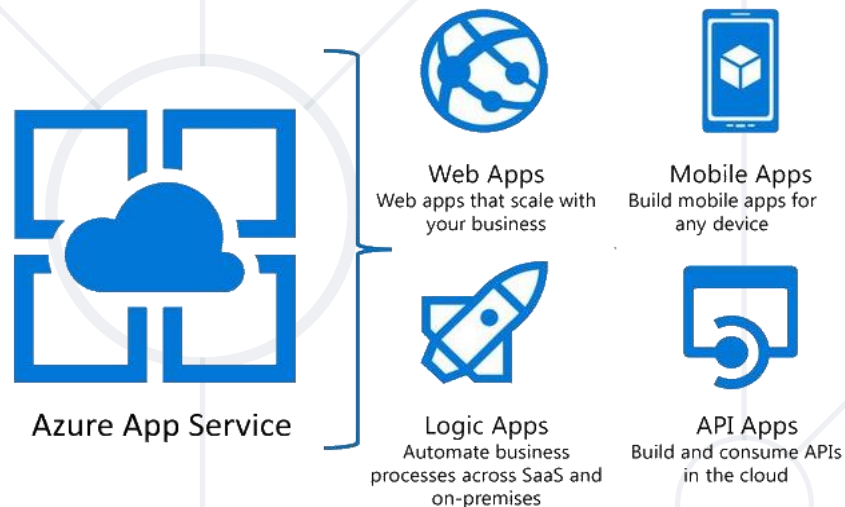 Azure App Service
Web Apps
Web apps that scale with
your business
Mobile Apps
Build mobile apps for
any device
Logic Apps
Automate business
processes across SaaS and
on-premises
API Apps
Build and consume APIs
in the cloud